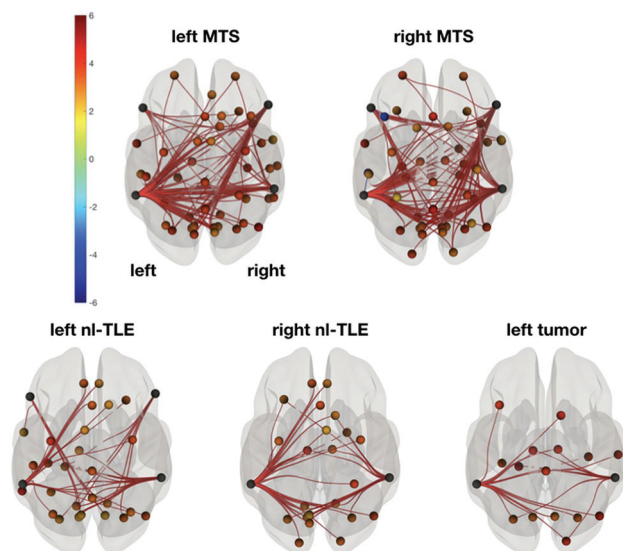 left MTS
right MTS
6
4
2
0
-2
-4
-6
left
right
left nl-TLE
right nl-TLE
left tumor